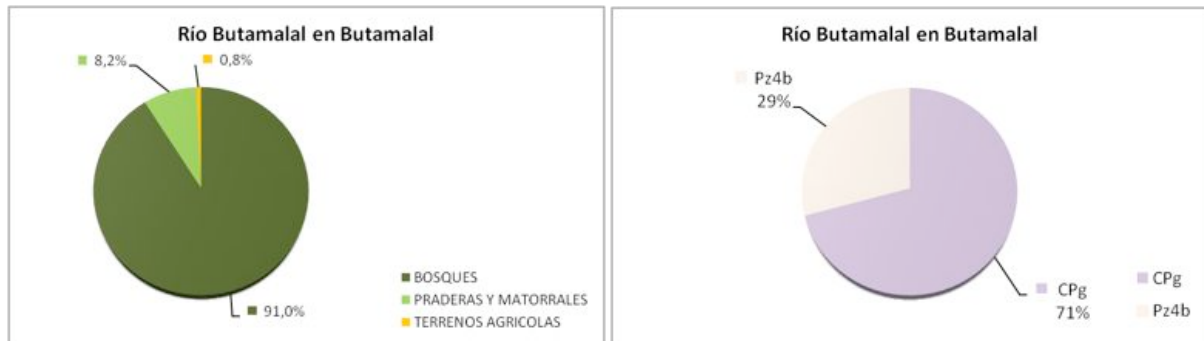 Río Butamalal en Butamalal
8,2%
0,8%
BOSQUES
PRADERAS Y MATORRALES
TERRENOS AGRICOLAS
91,0%
Río Butamalal en Butamalal
Pz4b
29%
CPg
71%
CPg
Pz4b